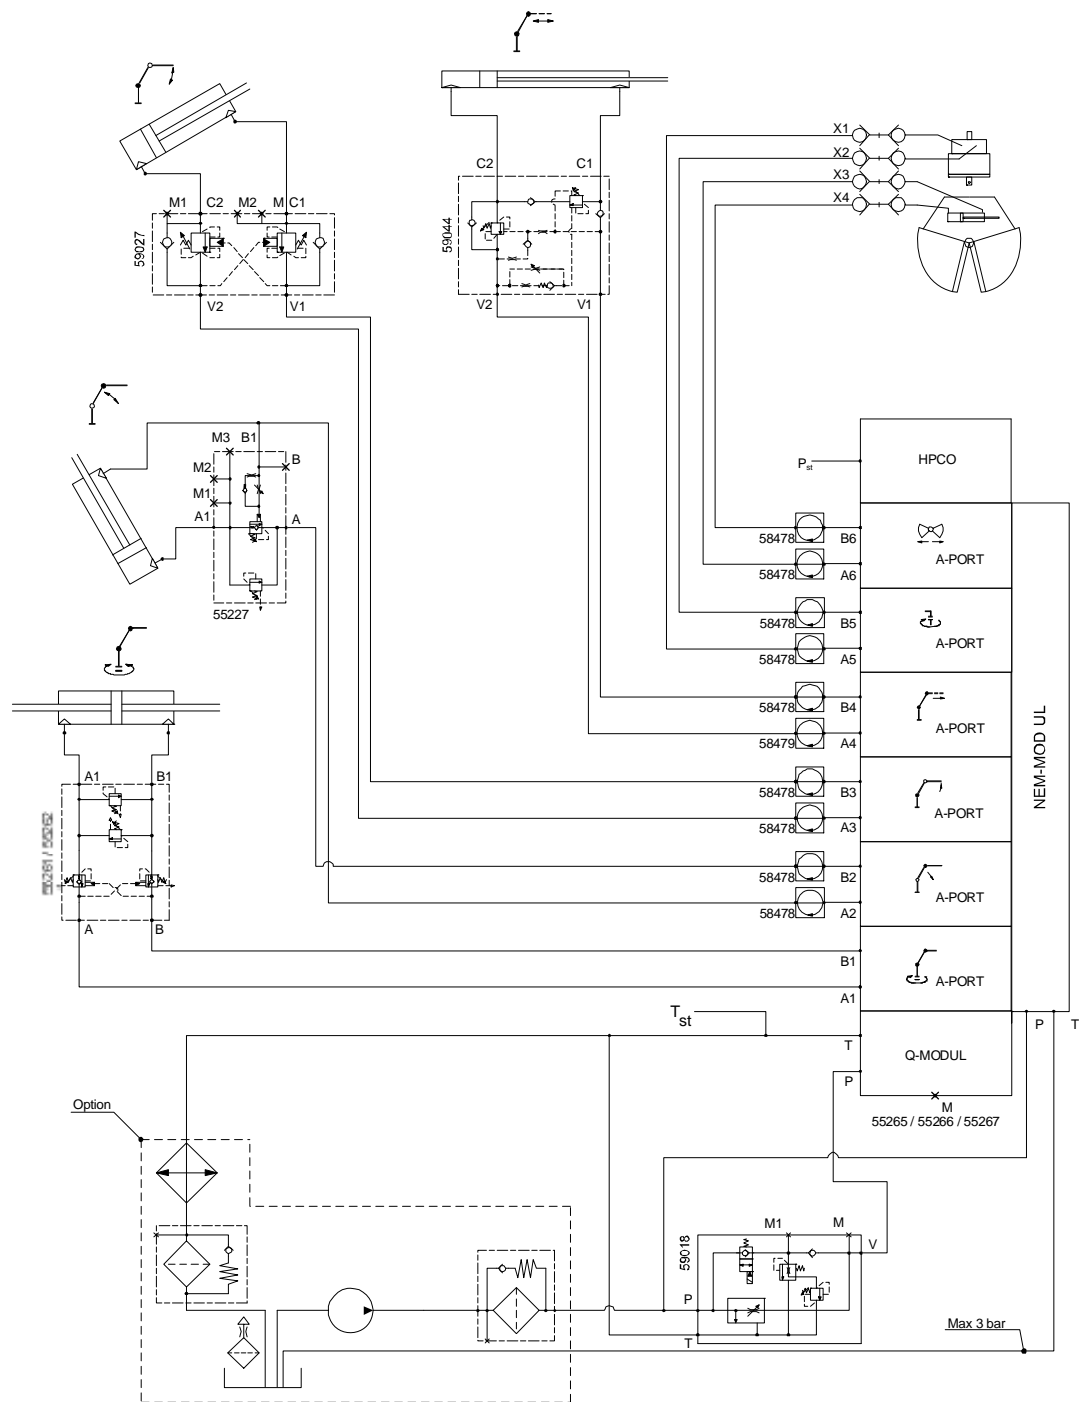 X1
X2
X3
X4
C2 C1
59044
V2 V1
M1 C2 M2 M C1
59027
V2 V1
M3 B1
M2 B
M1
A1 A
55227
HPCO
Pst
58478 B6
A-PORT
58478 A6
58478 B5
A-PORT
58478 A5
58478 B4
A-PORT
58479 A4
58478 B3
A-PORT
58478 A3
58478 B2
A-PORT
58478 A2
NEM-MOD UL
A1 B1
55261 / 55262
A B
B1
A-PORT
A1
Tst
P T
T
Q-MODUL
P
M
55265 / 55266 / 55267
Option
M1 M
59018
V
P
T
Max 3 bar